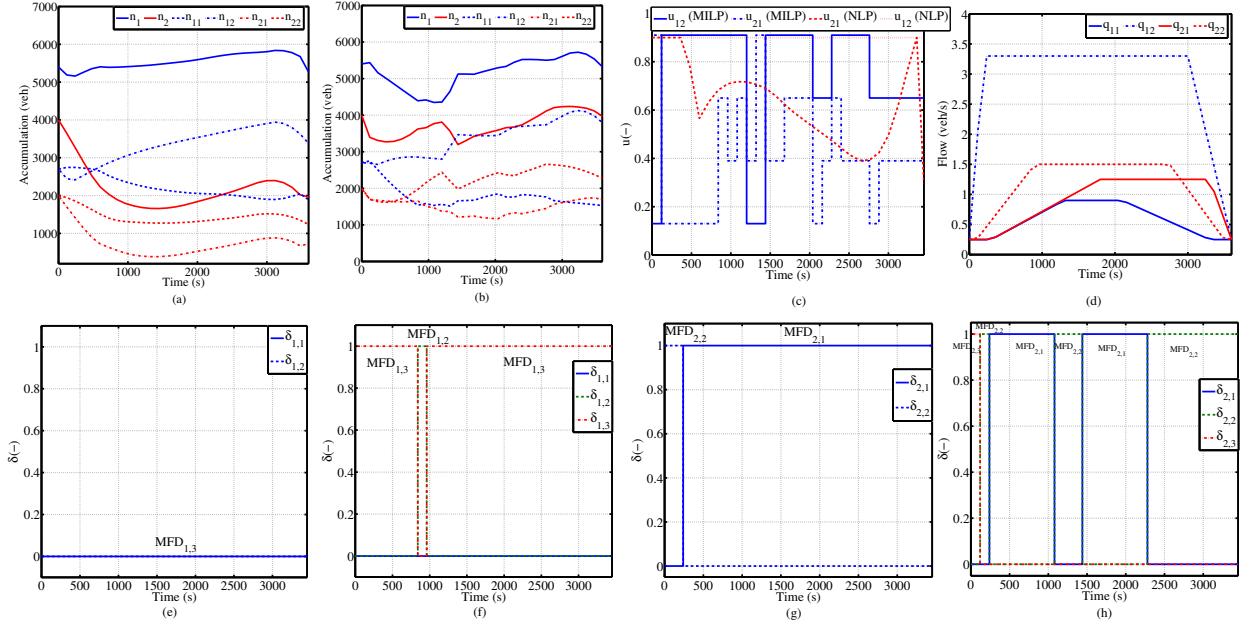 n1 n2 n11 n12 n21 n22
7000
6000
5000
4000
3000
2000
1000
0
Accumulation (veh)
0 1000 2000 3000
Time (s)
(a)
n1 n2 n11 n12 n21 n22
7000
6000
5000
4000
3000
2000
1000
0
Accumulation (veh)
0 1000 2000 3000
Time (s)
(b)
u12 (MILP) u21 (MILP) u21 (NLP) u12 (NLP)
1
0.8
0.6
0.4
0.2
0
u(−)
0 500 1000 1500 2000 2500 3000
Time (s)
(c)
q11 q12 q21 q22
4
3.5
3
2.5
2
1.5
1
0.5
0
Flow (veh/s)
0 1000 2000 3000
Time (s)
(d)
δ1,1
δ1,2
1
0.8
0.6
0.4
0.2
0
δ(−)
MFD1,3
0 500 1000 1500 2000 2500 3000
Time (s)
(e)
MFD1,2
MFD1,3
MFD1,3
δ1,1
δ1,2
δ1,3
1
0.8
0.6
0.4
0.2
0
δ(−)
0 500 1000 1500 2000 2500 3000
Time (s)
(f)
MFD2,2
MFD2,1
δ2,1
δ2,2
1
0.8
0.6
0.4
0.2
0
δ(−)
0 500 1000 1500 2000 2500 3000
Time (s)
(g)
MFD2,2
MFD2,3
MFD2,1
MFD2,2
MFD2,1
MFD2,2
δ2,1
δ2,2
δ2,3
1
0.8
0.6
0.4
0.2
0
δ(−)
0 500 1000 1500 2000 2500 3000
Time (s)
(h)